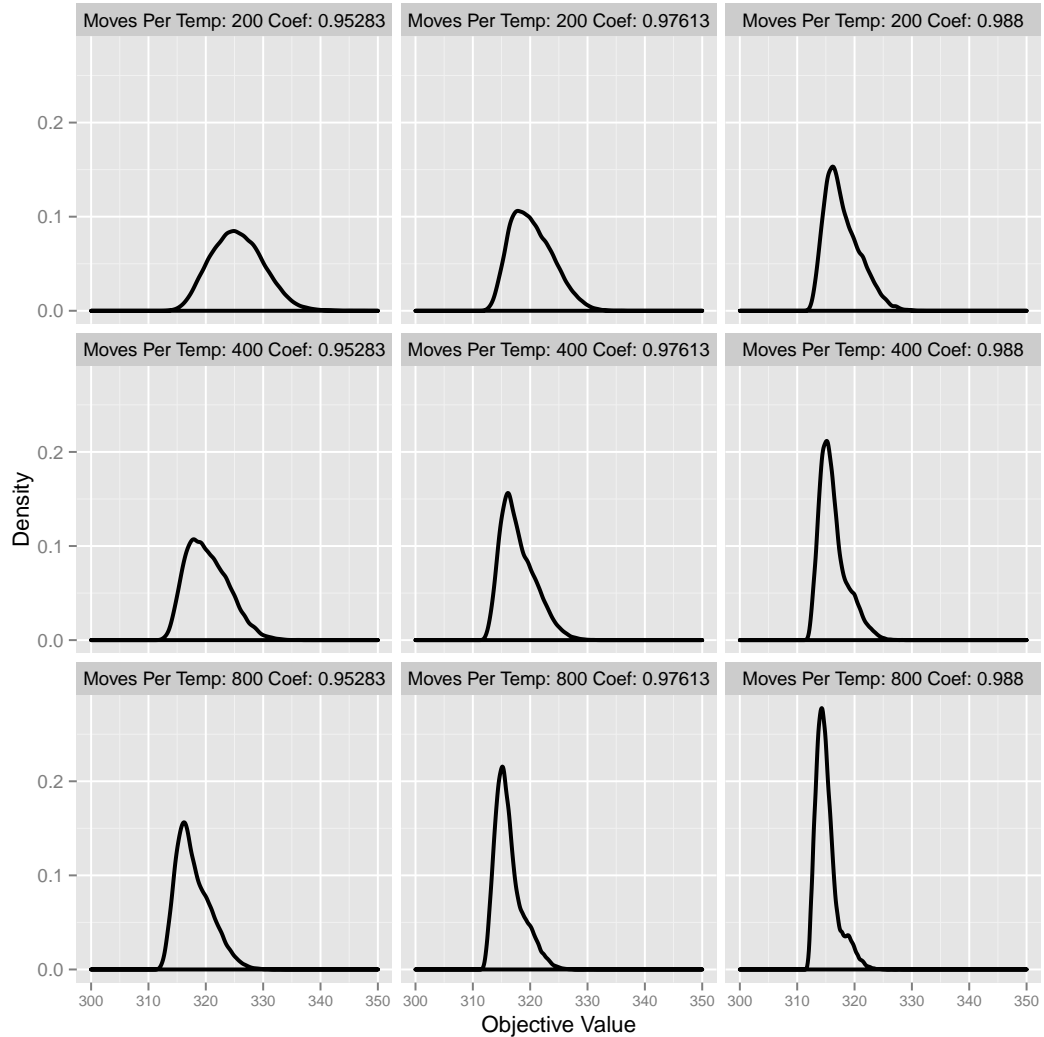 Moves Per Temp: 200 Coef: 0.95283
Moves Per Temp: 200 Coef: 0.97613
Moves Per Temp: 200 Coef: 0.988
0.2
0.1
0.0
Moves Per Temp: 400 Coef: 0.95283
Moves Per Temp: 400 Coef: 0.97613
Moves Per Temp: 400 Coef: 0.988
0.2
0.1
0.0
Density
Moves Per Temp: 800 Coef: 0.95283
Moves Per Temp: 800 Coef: 0.97613
Moves Per Temp: 800 Coef: 0.988
0.2
0.1
0.0
300 310 320 330 340 350
300 310 320 330 340 350
300 310 320 330 340 350
Objective Value